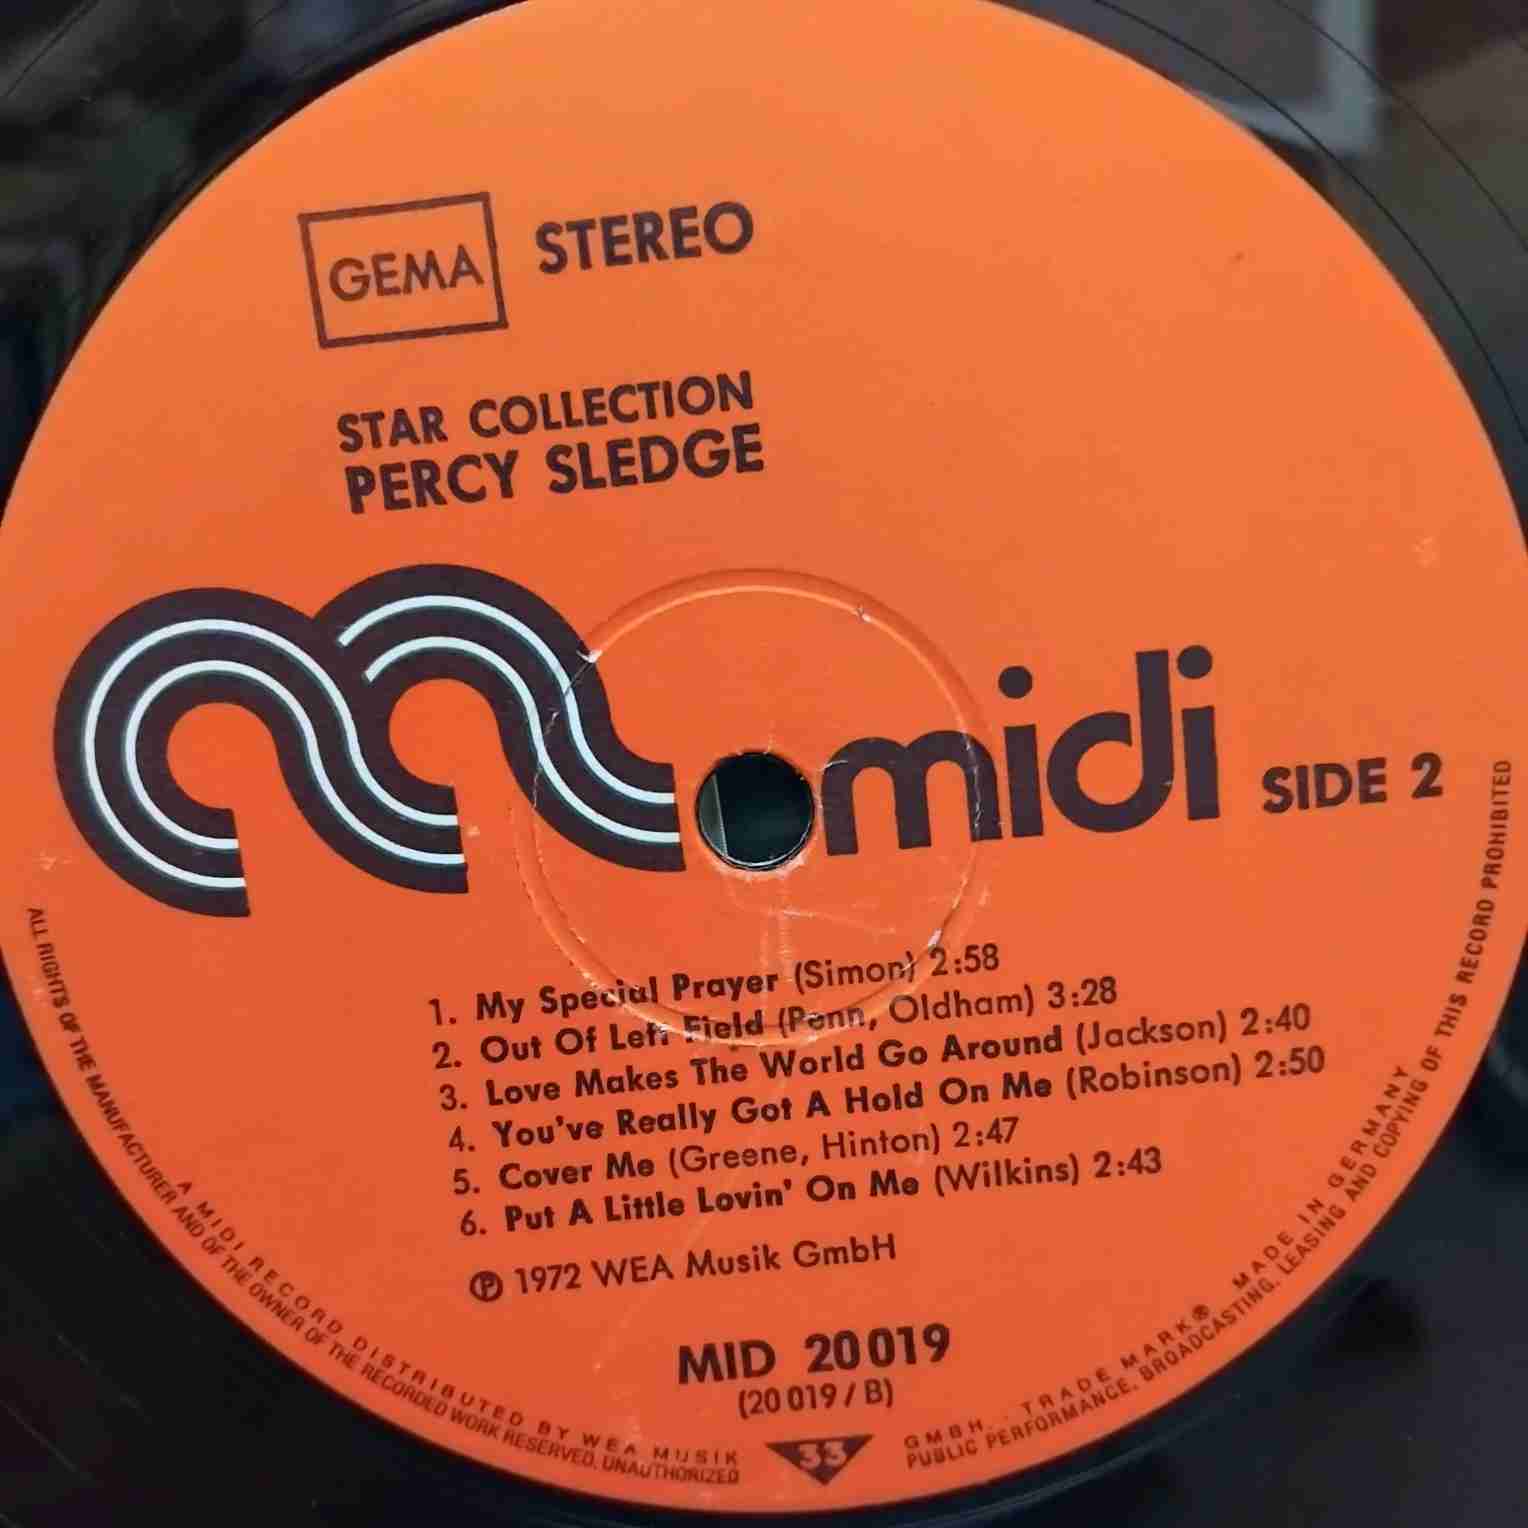 GEMA STEREO
STAR COLLECTION
PERCY SLEDGE
midi SIDE 2
1. My Special Prayer (Simon) 2:58
2. Out Of Left Field (Penn, Oldham) 3:28
3. Love Makes The World Go Around (Jackson) 2:40
4. You've Really Got A Hold On Me (Robinson) 2:50
5. Cover Me (Greene, Hinton) 2:47
6. Put A Little Lovin' On Me (Wilkins) 2:43
℗ 1972 WEA Musik GmbH
MID 20 019
(20 019 / B)
33
A MIDI RECORD DISTRIBUTED BY WEA MUSIK GMBH. . TRADE MARK® MADE IN GERMANY
ALL RIGHTS OF THE MANUFACTURER AND OF THE OWNER OF THE RECORDED WORK RESERVED. UNAUTHORIZED PUBLIC PERFORMANCE, BROADCASTING, LEASING AND COPYING OF THIS RECORD PROHIBITED